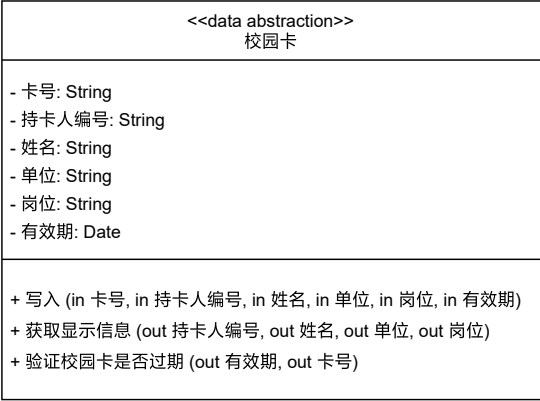 <<data abstraction>>
校园卡
- 卡号: String
- 持卡人编号: String
- 姓名: String
- 单位: String
- 岗位: String
- 有效期: Date
+ 写入 (in 卡号, in 持卡人编号, in 姓名, in 单位, in 岗位, in 有效期)
+ 获取显示信息 (out 持卡人编号, out 姓名, out 单位, out 岗位)
+ 验证校园卡是否过期 (out 有效期, out 卡号)